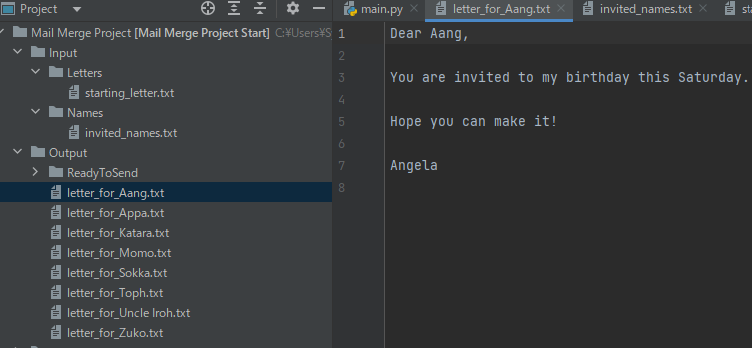 Project
main.py
letter_for_Aang.txt
invited_names.txt
Mail Merge Project [Mail Merge Project Start] C:¥Users¥S
Input
Letters
starting_letter.txt
Names
invited_names.txt
Output
ReadyToSend
letter_for_Aang.txt
letter_for_Appa.txt
letter_for_Katara.txt
letter_for_Momo.txt
letter_for_Sokka.txt
letter_for_Toph.txt
letter_for_Uncle Iroh.txt
letter_for_Zuko.txt
1 Dear Aang,
2
3 You are invited to my birthday this Saturday.
4
5 Hope you can make it!
6
7 Angela
8